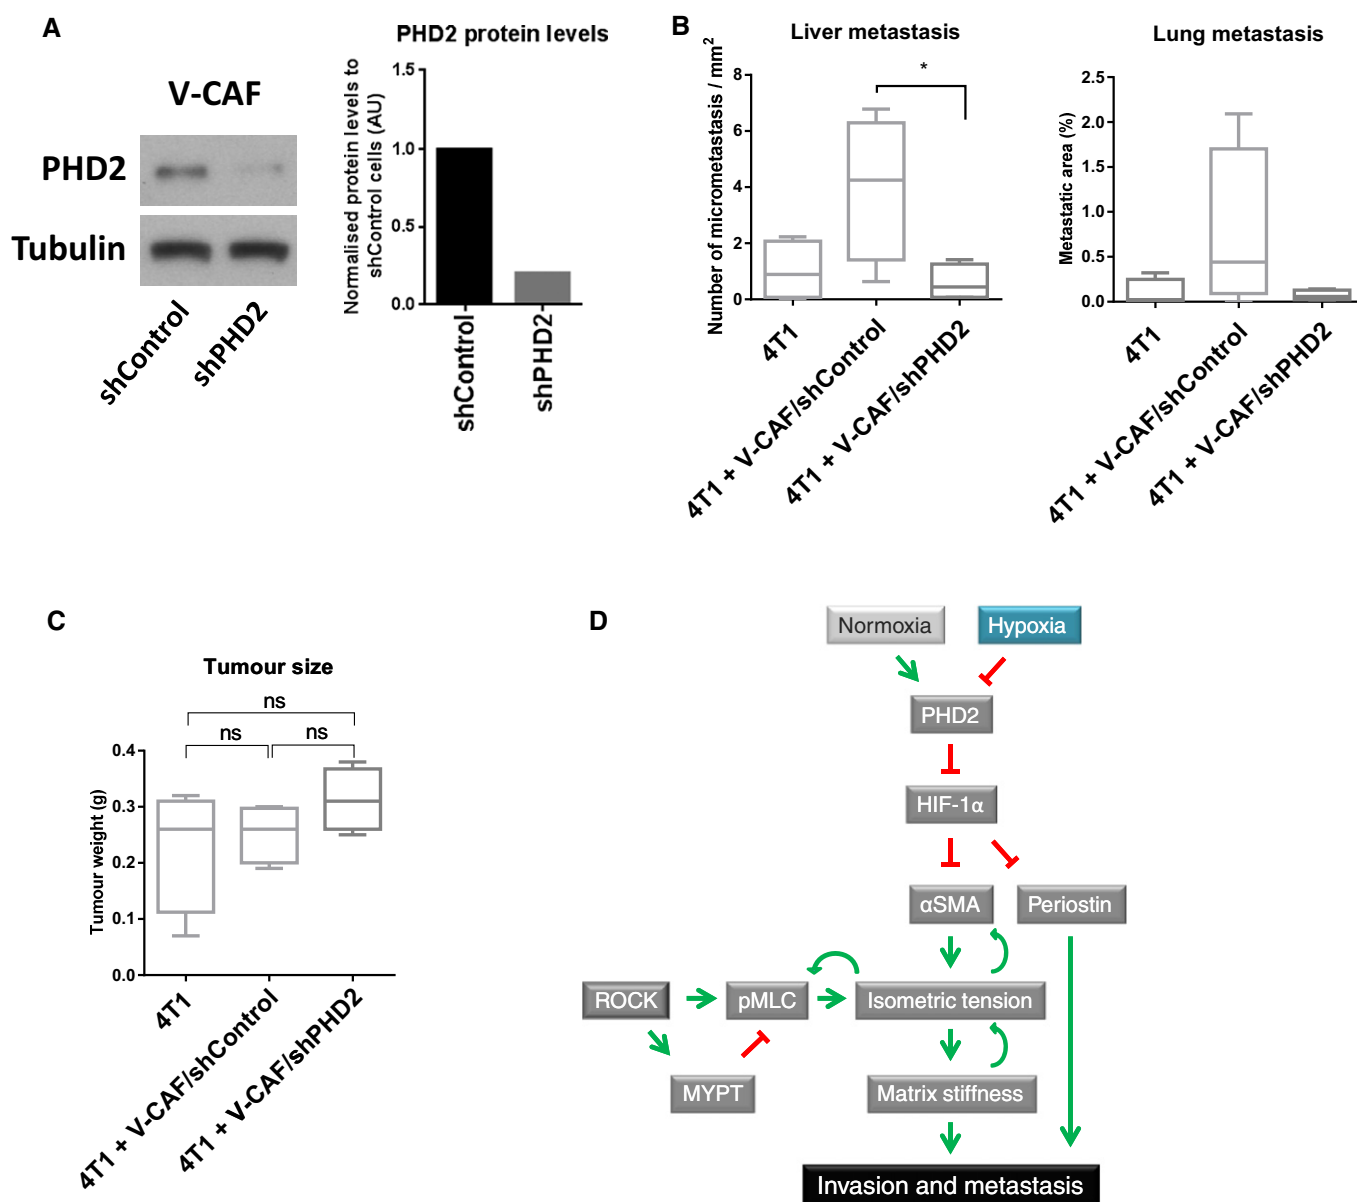 A
V-CAF
PHD2
Tubulin
shControl
shPHD2
PHD2 protein levels
Normalised protein levels to
shControl cells (AU)
1.5
1.0
0.5
0.0
shControl
shPHD2
B
Liver metastasis
Number of micrometastasis / mm2
8
6
4
2
0
*
4T1
4T1 + V-CAF/shControl
4T1 + V-CAF/shPHD2
Lung metastasis
Metastatic area (%)
2.5
2.0
1.5
1.0
0.5
0.0
4T1
4T1 + V-CAF/shControl
4T1 + V-CAF/shPHD2
C
Tumour size
ns
ns
ns
Tumour weight (g)
0.4
0.3
0.2
0.1
0.0
4T1
4T1 + V-CAF/shControl
4T1 + V-CAF/shPHD2
D
Normoxia
Hypoxia
PHD2
HIF-1α
αSMA
Periostin
ROCK
pMLC
Isometric tension
MYPT
Matrix stiffness
Invasion and metastasis